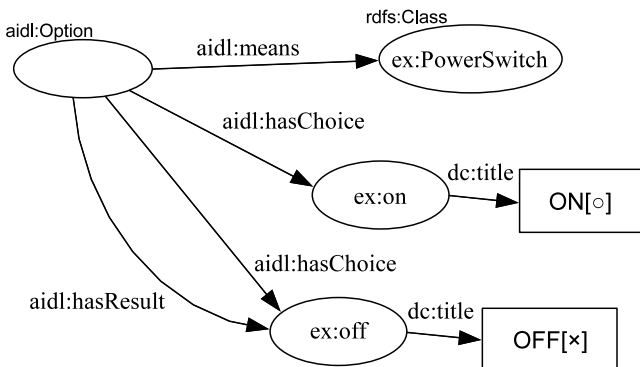 aidl:Option
rdfs:Class
aidl:means
ex:PowerSwitch
aidl:hasChoice
dc:title
ex:on
ON[○]
aidl:hasChoice
aidl:hasResult
dc:title
ex:off
OFF[×]